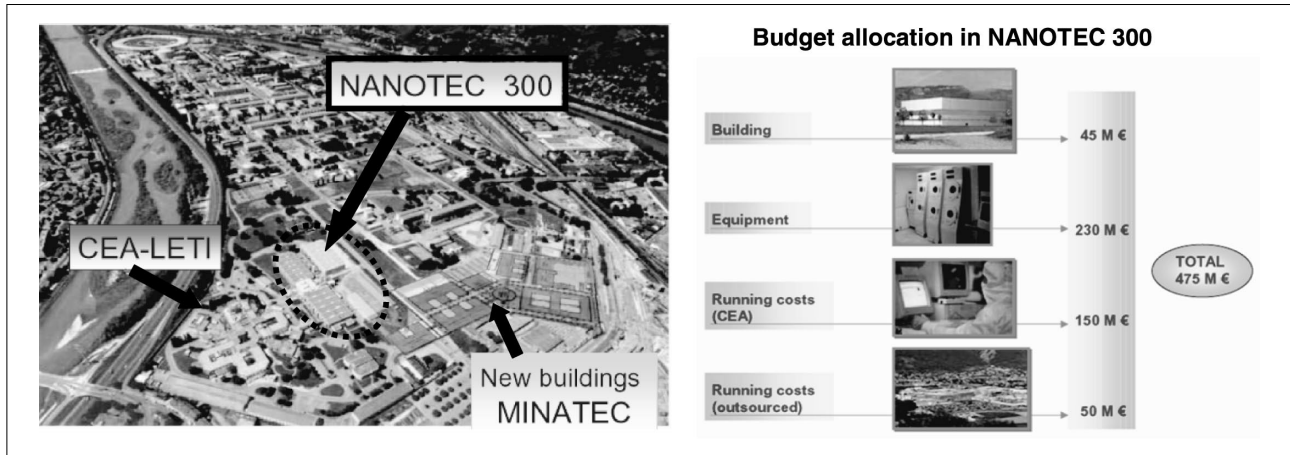 NANOTEC 300
CEA-LETI
New buildings
MINATEC
Budget allocation in NANOTEC 300
Building
45 M €
Equipment
230 M €
Running costs
(CEA)
150 M €
Running costs
(outsourced)
50 M €
TOTAL
475 M €